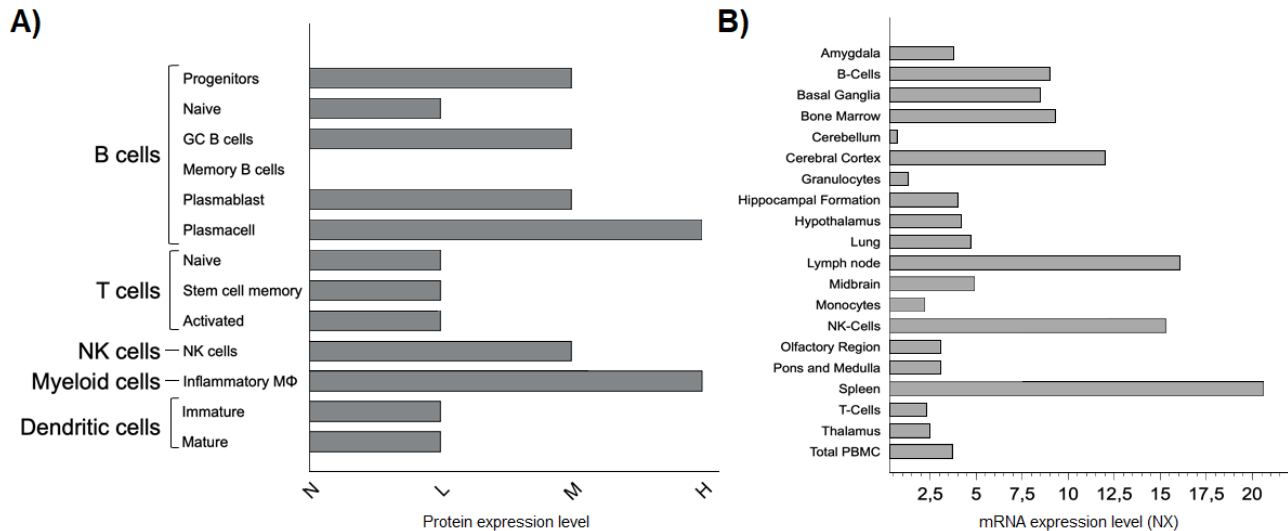 A)
B cells
Progenitors
Naive
GC B cells
Memory B cells
Plasmablast
Plasmacell
T cells
Naive
Stem cell memory
Activated
NK cells
NK cells
Myeloid cells
Inflammatory MΦ
Dendritic cells
Immature
Mature
N
L
M
H
Protein expression level
B)
Amygdala
B-Cells
Basal Ganglia
Bone Marrow
Cerebellum
Cerebral Cortex
Granulocytes
Hippocampal Formation
Hypothalamus
Lung
Lymph node
Midbrain
Monocytes
NK-Cells
Olfactory Region
Pons and Medulla
Spleen
T-Cells
Thalamus
Total PBMC
2,5 5 7,5 10 12,5 15 17,5 20
mRNA expression level (NX)